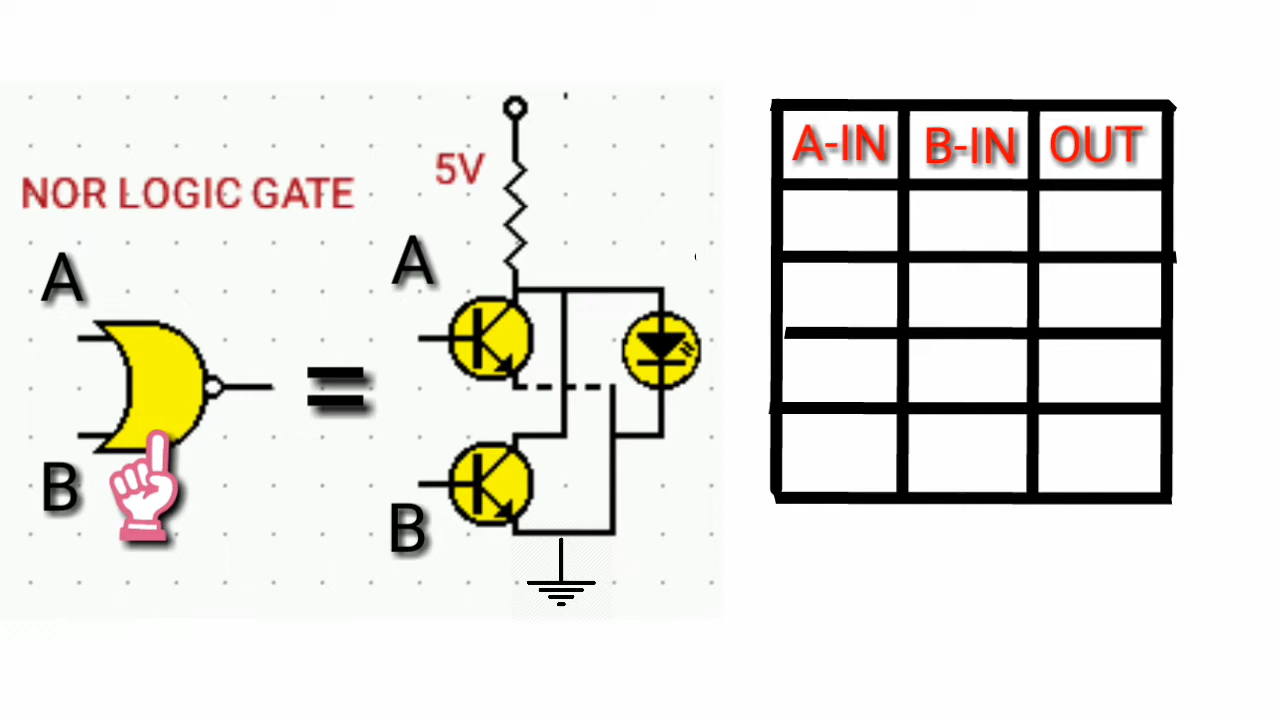 NOR LOGIC GATE
A
B
=
5V
A
B
A-IN B-IN OUT